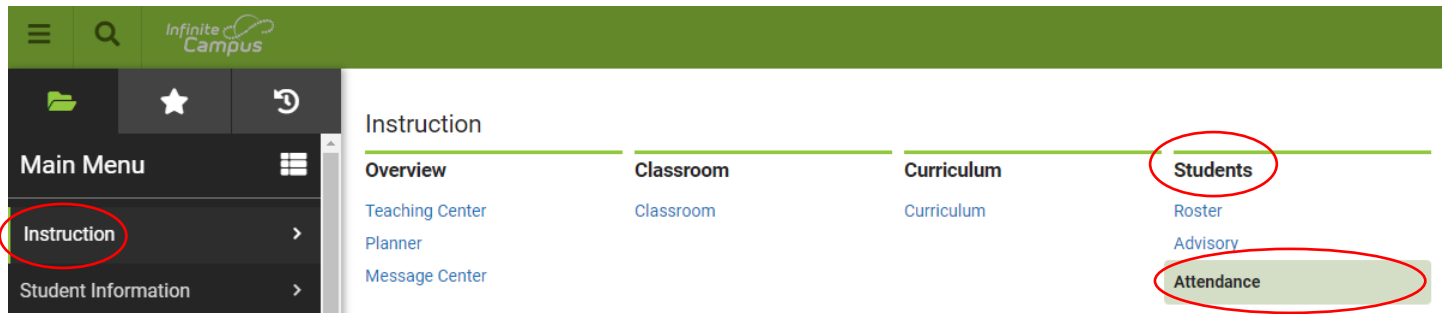 Infinite
Campus
Main Menu
Instruction
Student Information
Instruction
Overview
Teaching Center
Planner
Message Center
Classroom
Classroom
Curriculum
Curriculum
Students
Roster
Advisory
Attendance